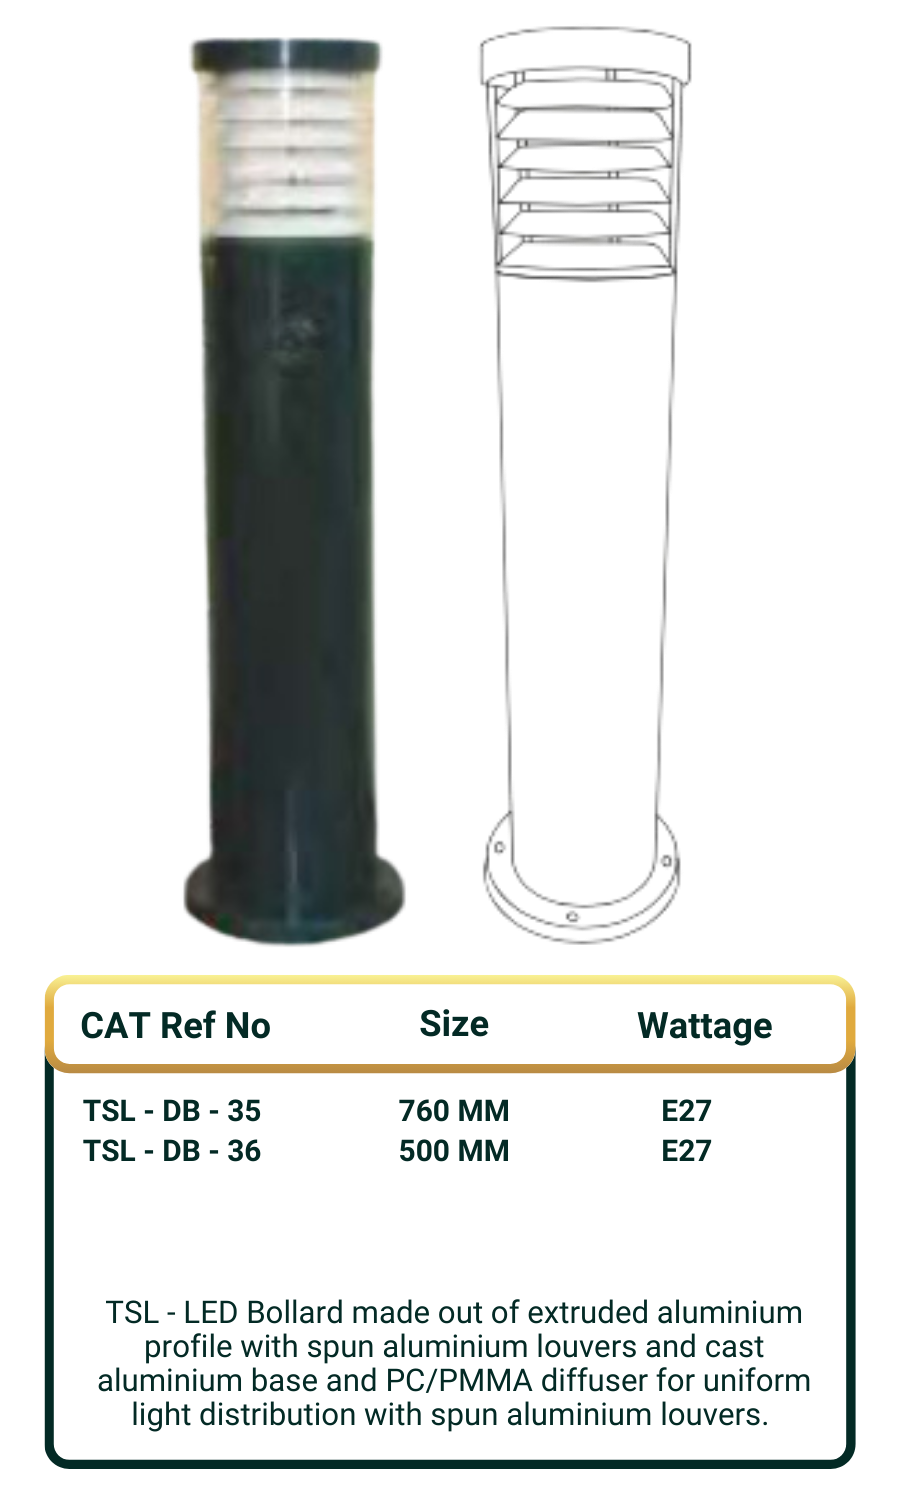 CAT Ref No Size Wattage
TSL - DB - 35 760 MM E27
TSL - DB - 36 500 MM E27
TSL - LED Bollard made out of extruded aluminium
profile with spun aluminium louvers and cast
aluminium base and PC/PMMA diffuser for uniform
light distribution with spun aluminium louvers.